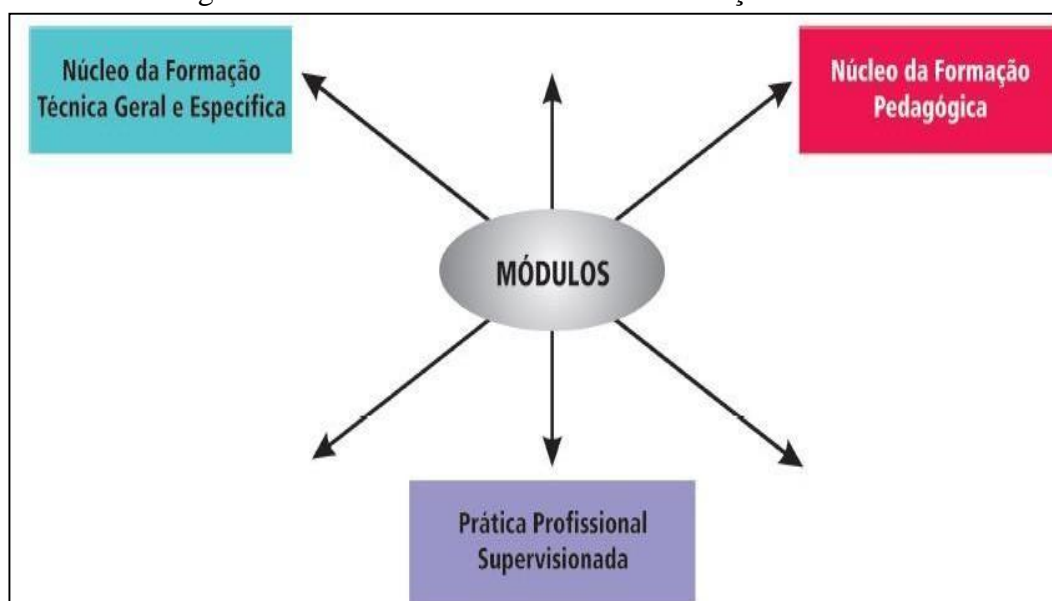 Núcleo da Formação
Técnica Geral e Específica
Núcleo da Formação
Pedagógica
MÓDULOS
Prática Profissional
Supervisionada